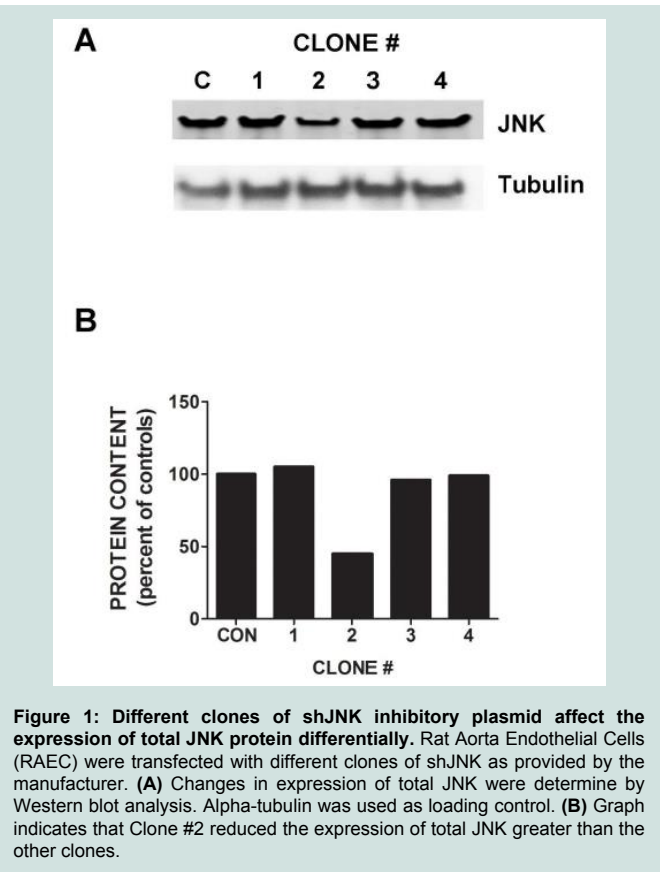 A
CLONE #
C 1 2 3 4
JNK
Tubulin
B
PROTEIN CONTENT
(percent of controls)
150
100
50
0
CON 1 2 3 4
CLONE #
Figure 1: Different clones of shJNK inhibitory plasmid affect the
expression of total JNK protein differentially. Rat Aorta Endothelial Cells
(RAEC) were transfected with different clones of shJNK as provided by the
manufacturer. (A) Changes in expression of total JNK were determine by
Western blot analysis. Alpha-tubulin was used as loading control. (B) Graph
indicates that Clone #2 reduced the expression of total JNK greater than the
other clones.